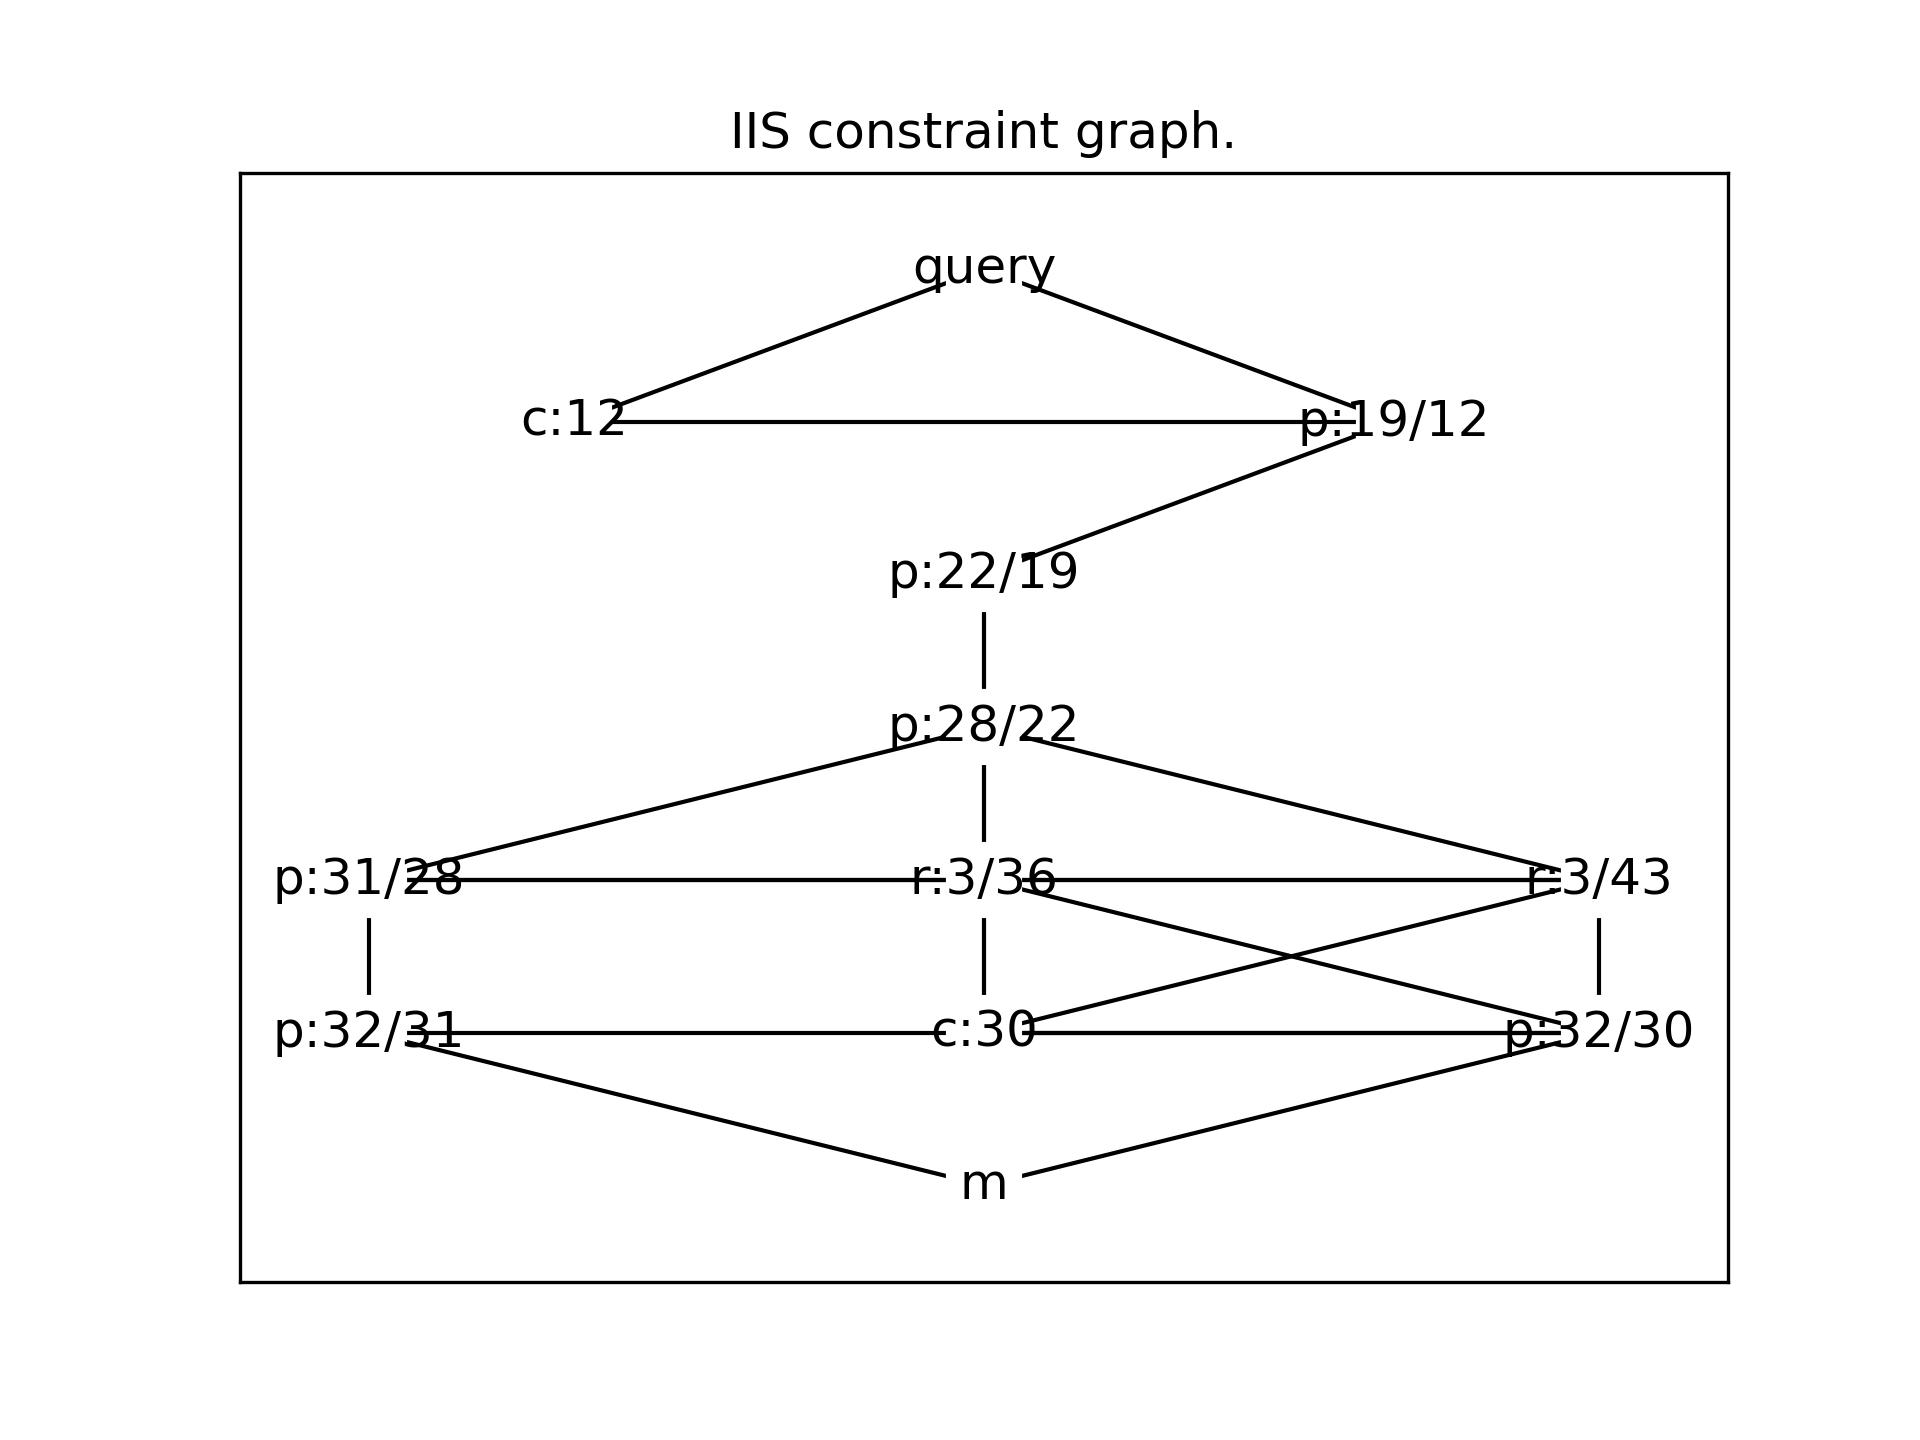 IIS constraint graph.
query
c:12 p:19/12
p:22/19
p:28/22
p:31/28 r:3/36 r:3/43
p:32/31 c:30 p:32/30
m